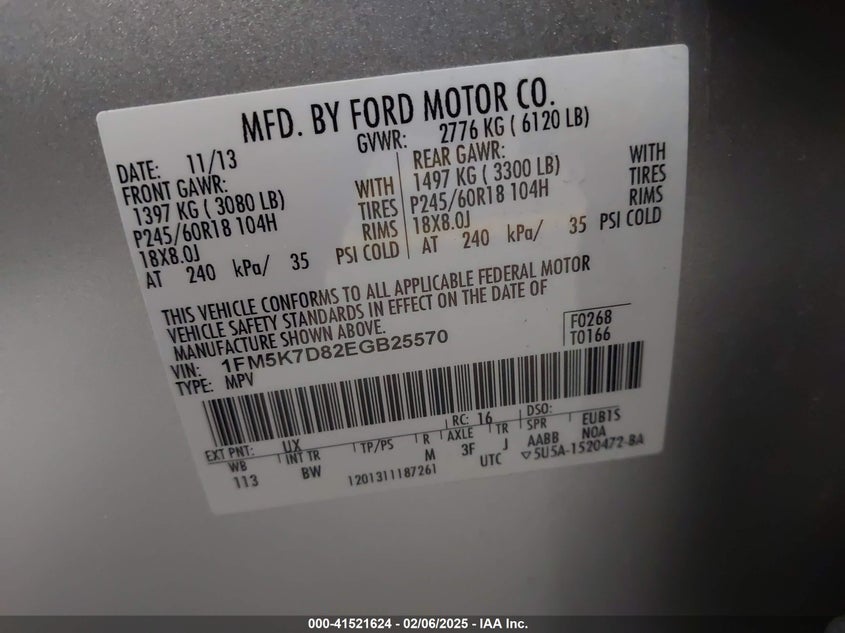 MFD. BY FORD MOTOR CO.
DATE: 11/13
GVWR: 2776 KG ( 6120 LB)
FRONT GAWR:
1397 KG ( 3080 LB) WITH
P245/60R18 104H TIRES
18X8.0J RIMS
AT 240 kPa/ 35 PSI COLD
REAR GAWR:
1497 KG ( 3300 LB) WITH
P245/60R18 104H TIRES
18X8.0J RIMS
AT 240 kPa/ 35 PSI COLD
THIS VEHICLE CONFORMS TO ALL APPLICABLE FEDERAL MOTOR
VEHICLE SAFETY STANDARDS IN EFFECT ON THE DATE OF
MANUFACTURE SHOWN ABOVE.
VIN: 1FM5K7D82EGB25570
TYPE: MPV
F0268
T0166
EXT PNT: UX RC: 16 DSO:
WB INT TR TP/PS R AXLE TR SPR EUB1S
113 BW M 3F J AABB NOA
1201311187261 UTC ▽5U5A-1520472-BA
000-41521624 - 02/06/2025 - IAA Inc.